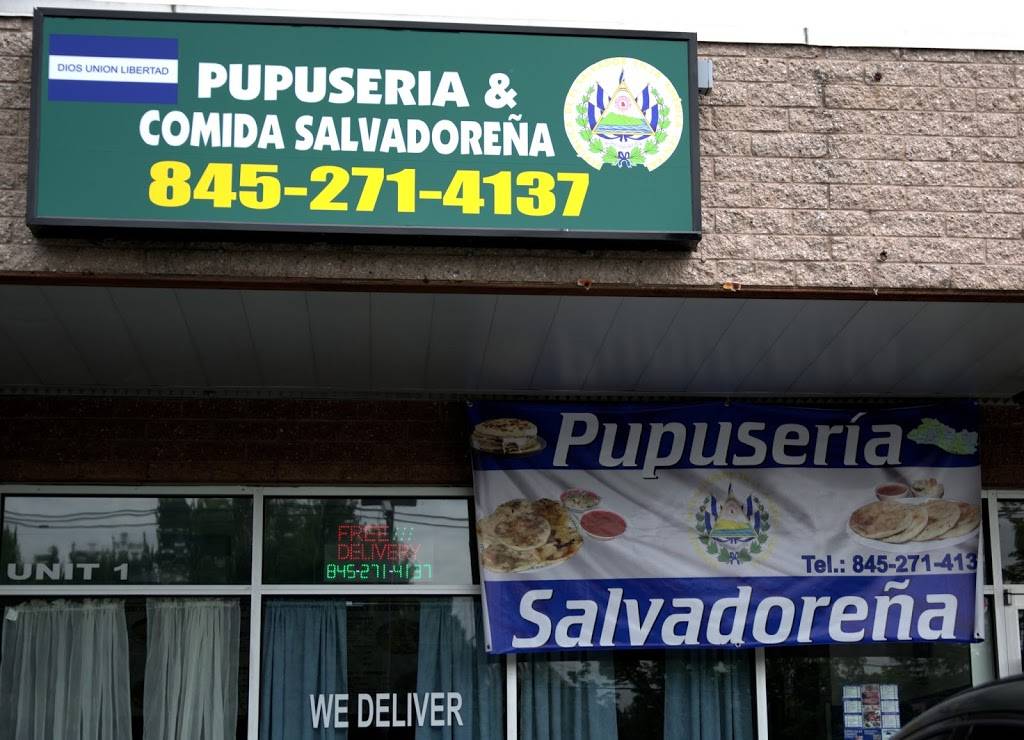 DIOS UNION LIBERTAD
PUPUSERIA &
COMIDA SALVADOREÑA
845-271-4137
Pupusería
Tel.: 845-271-413
Salvadoreña
FREE
DELIVERY
845-271-4137
UNIT 1
WE DELIVER